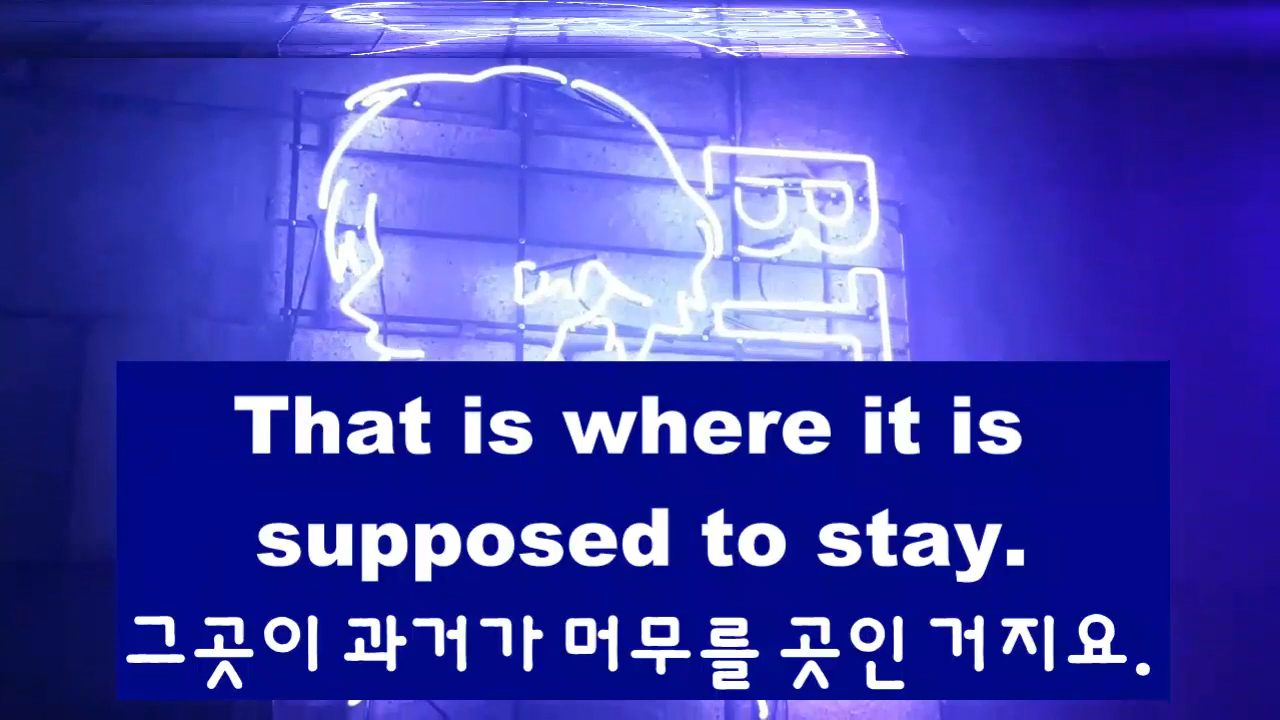 That is where it is
supposed to stay.
그곳이 과거가 머무를 곳인 거지요.